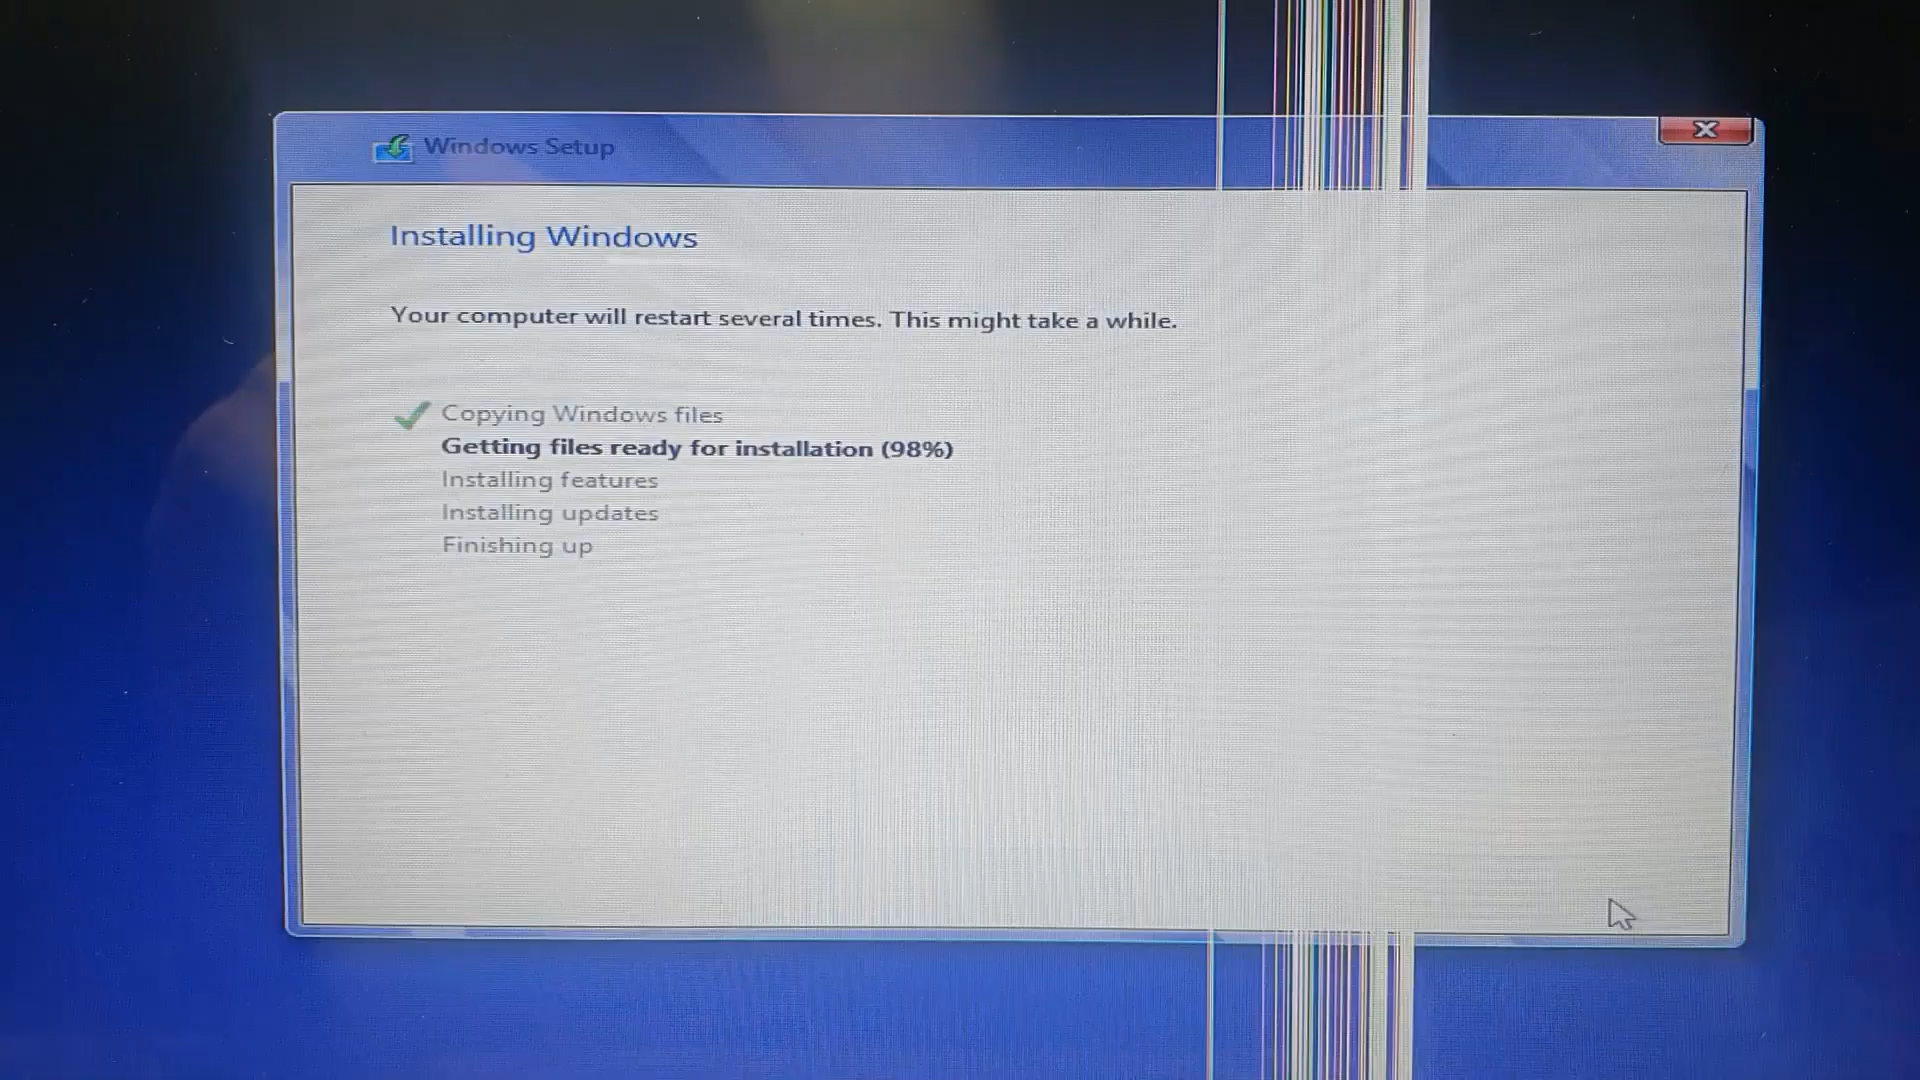 Windows Setup
Installing Windows
Your computer will restart several times. This might take a while.
Copying Windows files
Getting files ready for installation (98%)
Installing features
Installing updates
Finishing up